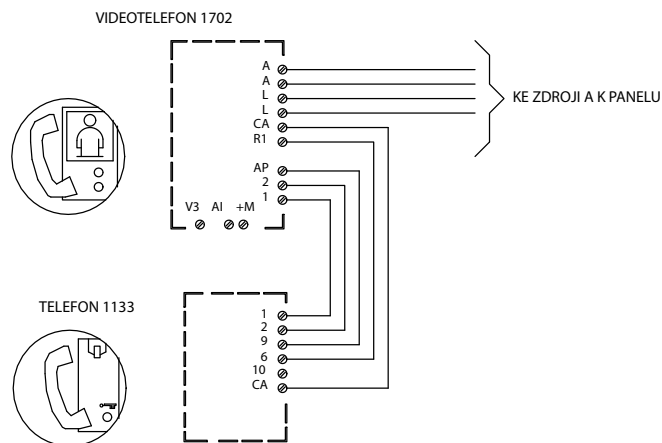 VIDEOTELEFON 1702
A
A
L
L
CA
R1
AP
2
1
V3 AI +M
KE ZDROJI A K PANELU
TELEFON 1133
1
2
9
6
10
CA